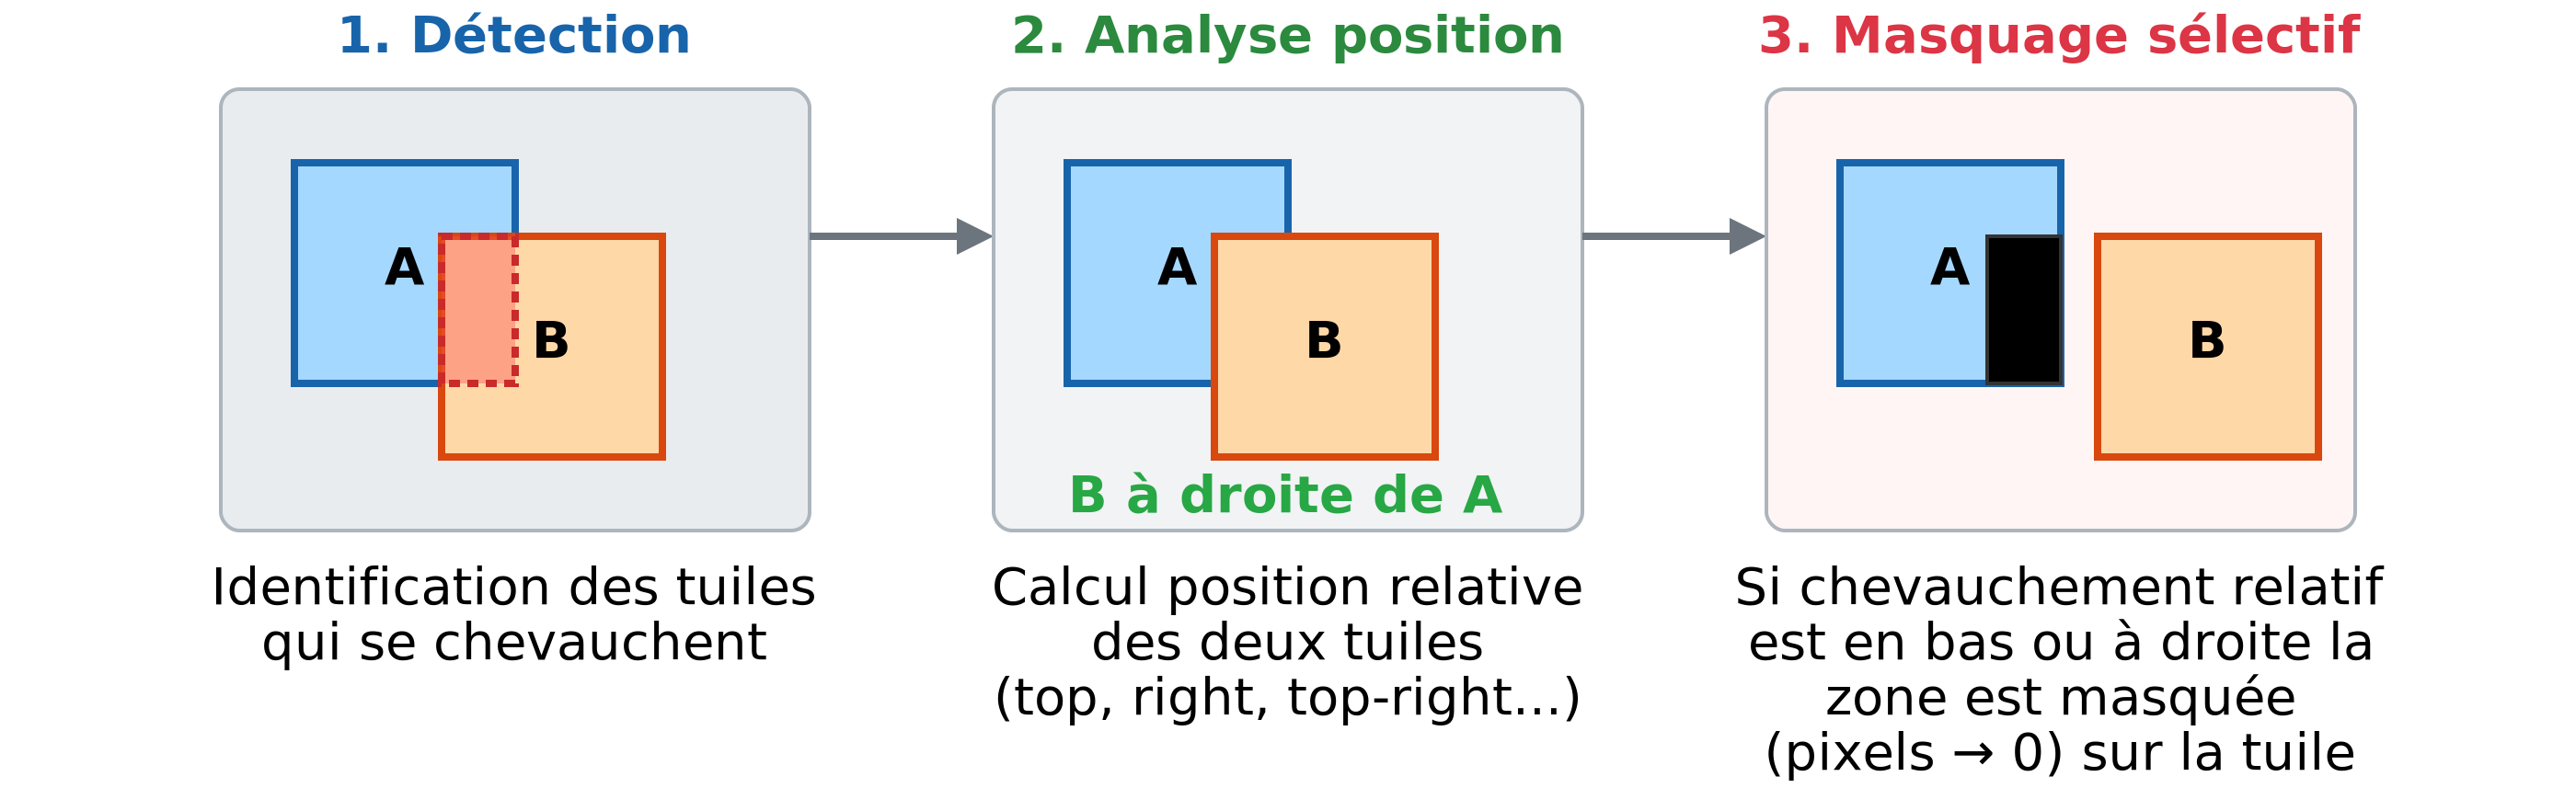 1. Détection
A
B
Identification des tuiles
qui se chevauchent
2. Analyse position
A
B
B à droite de A
Calcul position relative
des deux tuiles
(top, right, top-right...)
3. Masquage sélectif
A
B
Si chevauchement relatif
est en bas ou à droite la
zone est masquée
(pixels → 0) sur la tuile